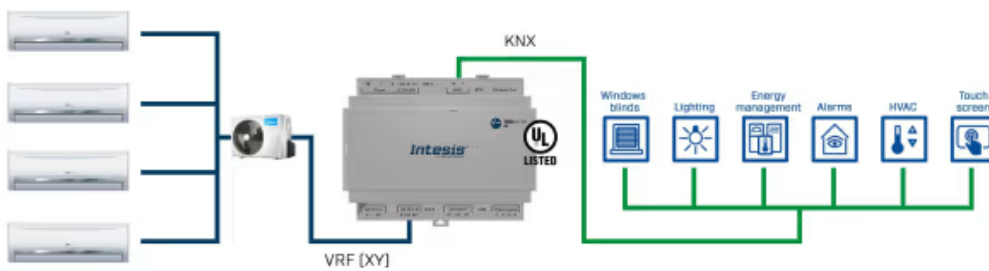 KNX
Windows
blinds
Lighting
Energy
management
Alarms
HVAC
Touch
screen
Intesis
UL
LISTED
VRF [XY]